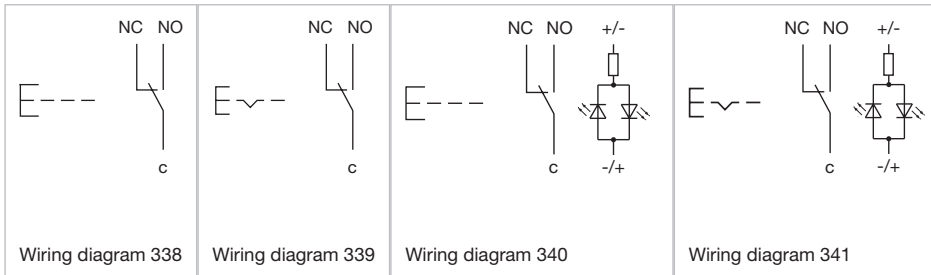 NC NO
c
Wiring diagram 338
NC NO
c
Wiring diagram 339
NC NO
+/-
c
-/+
Wiring diagram 340
NC NO
+/-
c
-/+
Wiring diagram 341